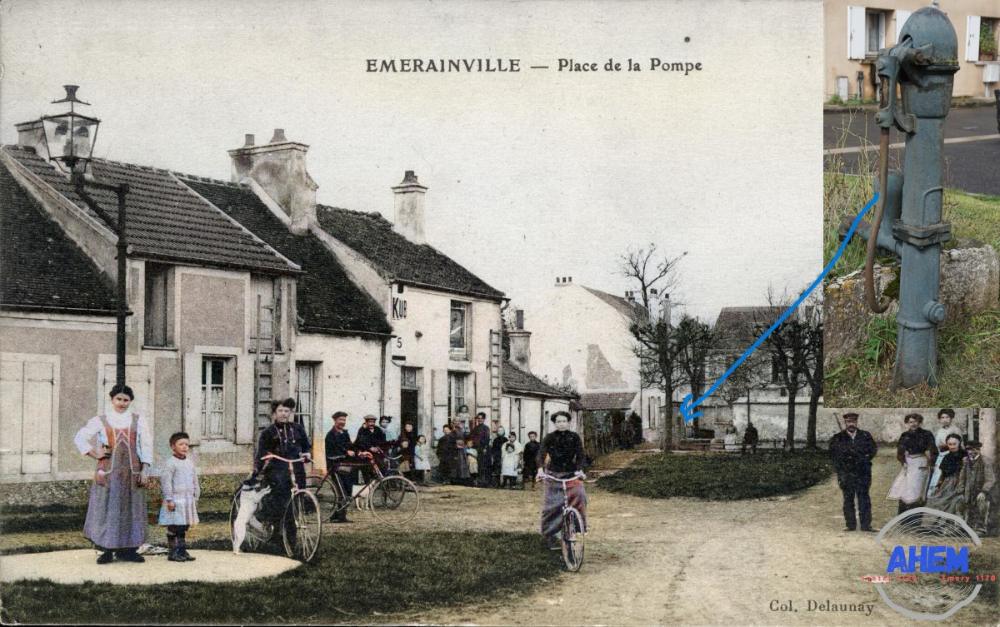 EMERAINVILLE — Place de la Pompe
KUB
5
AHEM
Emery 1170
Col. Delaunay